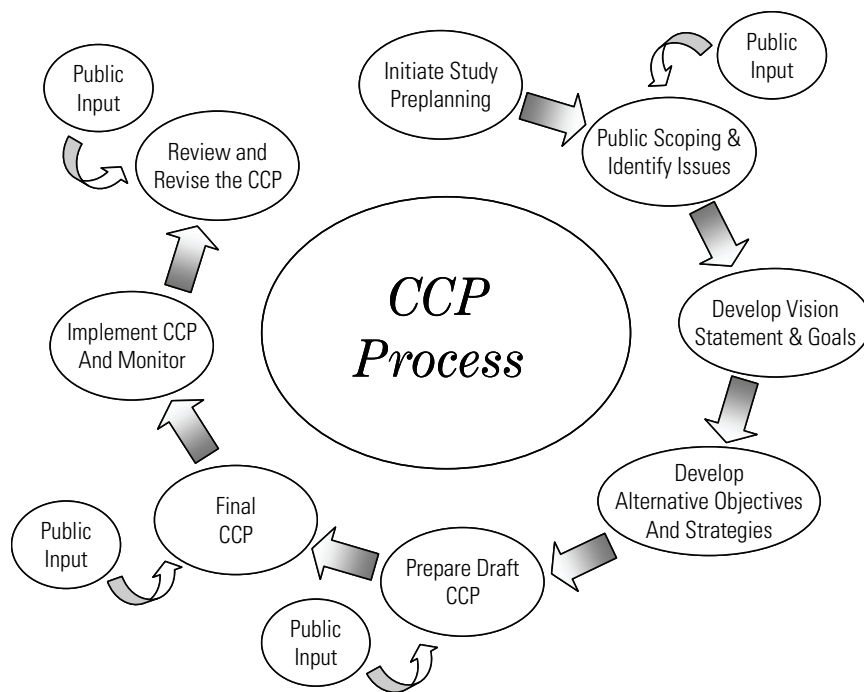 Initiate Study
Preplanning
Public
Input
Public Scoping &
Identify Issues
Develop Vision
Statement & Goals
Develop
Alternative Objectives
And Strategies
Prepare Draft
CCP
Public
Input
Final
CCP
Public
Input
Implement CCP
And Monitor
Review and
Revise the CCP
Public
Input
CCP
Process